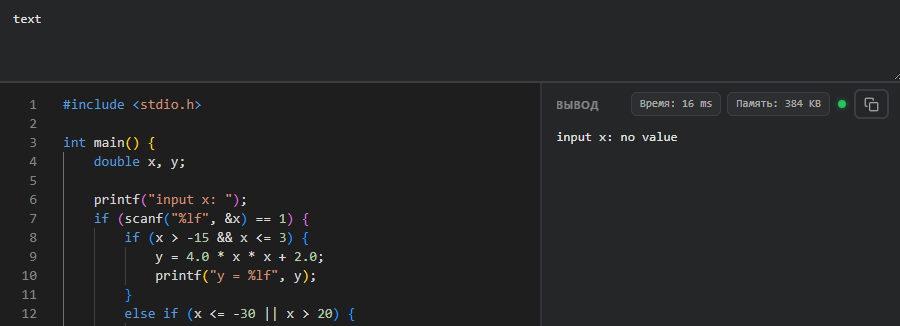 text
ВЫВОД
Время: 16 ms
Память: 384 KB
input x: no value
1 #include <stdio.h>
2
3 int main() {
4     double x, y;
5
6     printf("input x: ");
7     if (scanf("%lf", &x) == 1) {
8         if (x > -15 && x <= 3) {
9             y = 4.0 * x * x + 2.0;
10             printf("y = %lf", y);
11         }
12         else if (x <= -30 || x > 20) {